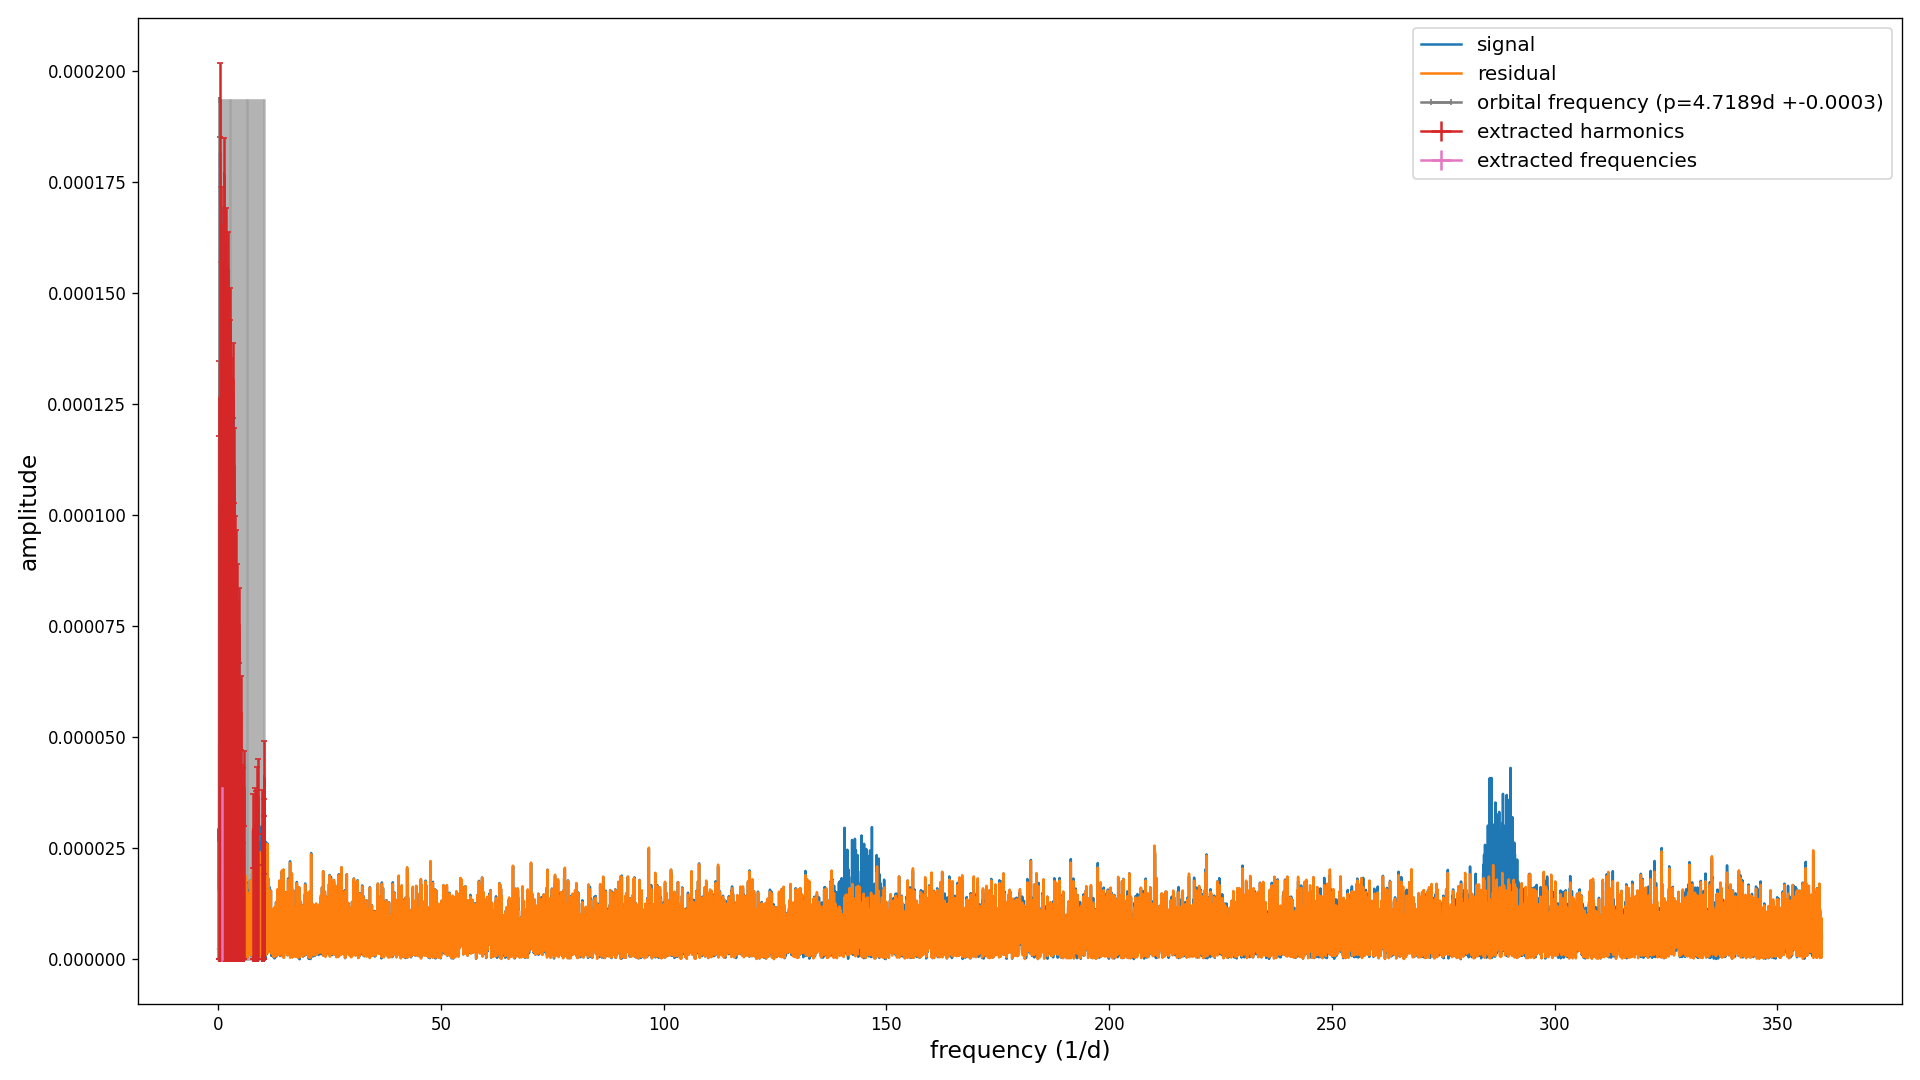 signal
residual
orbital frequency (p=4.7189d +-0.0003)
extracted harmonics
extracted frequencies
0.000200
0.000175
0.000150
0.000125
0.000100
0.000075
0.000050
0.000025
0.000000
amplitude
0 50 100 150 200 250 300 350
frequency (1/d)